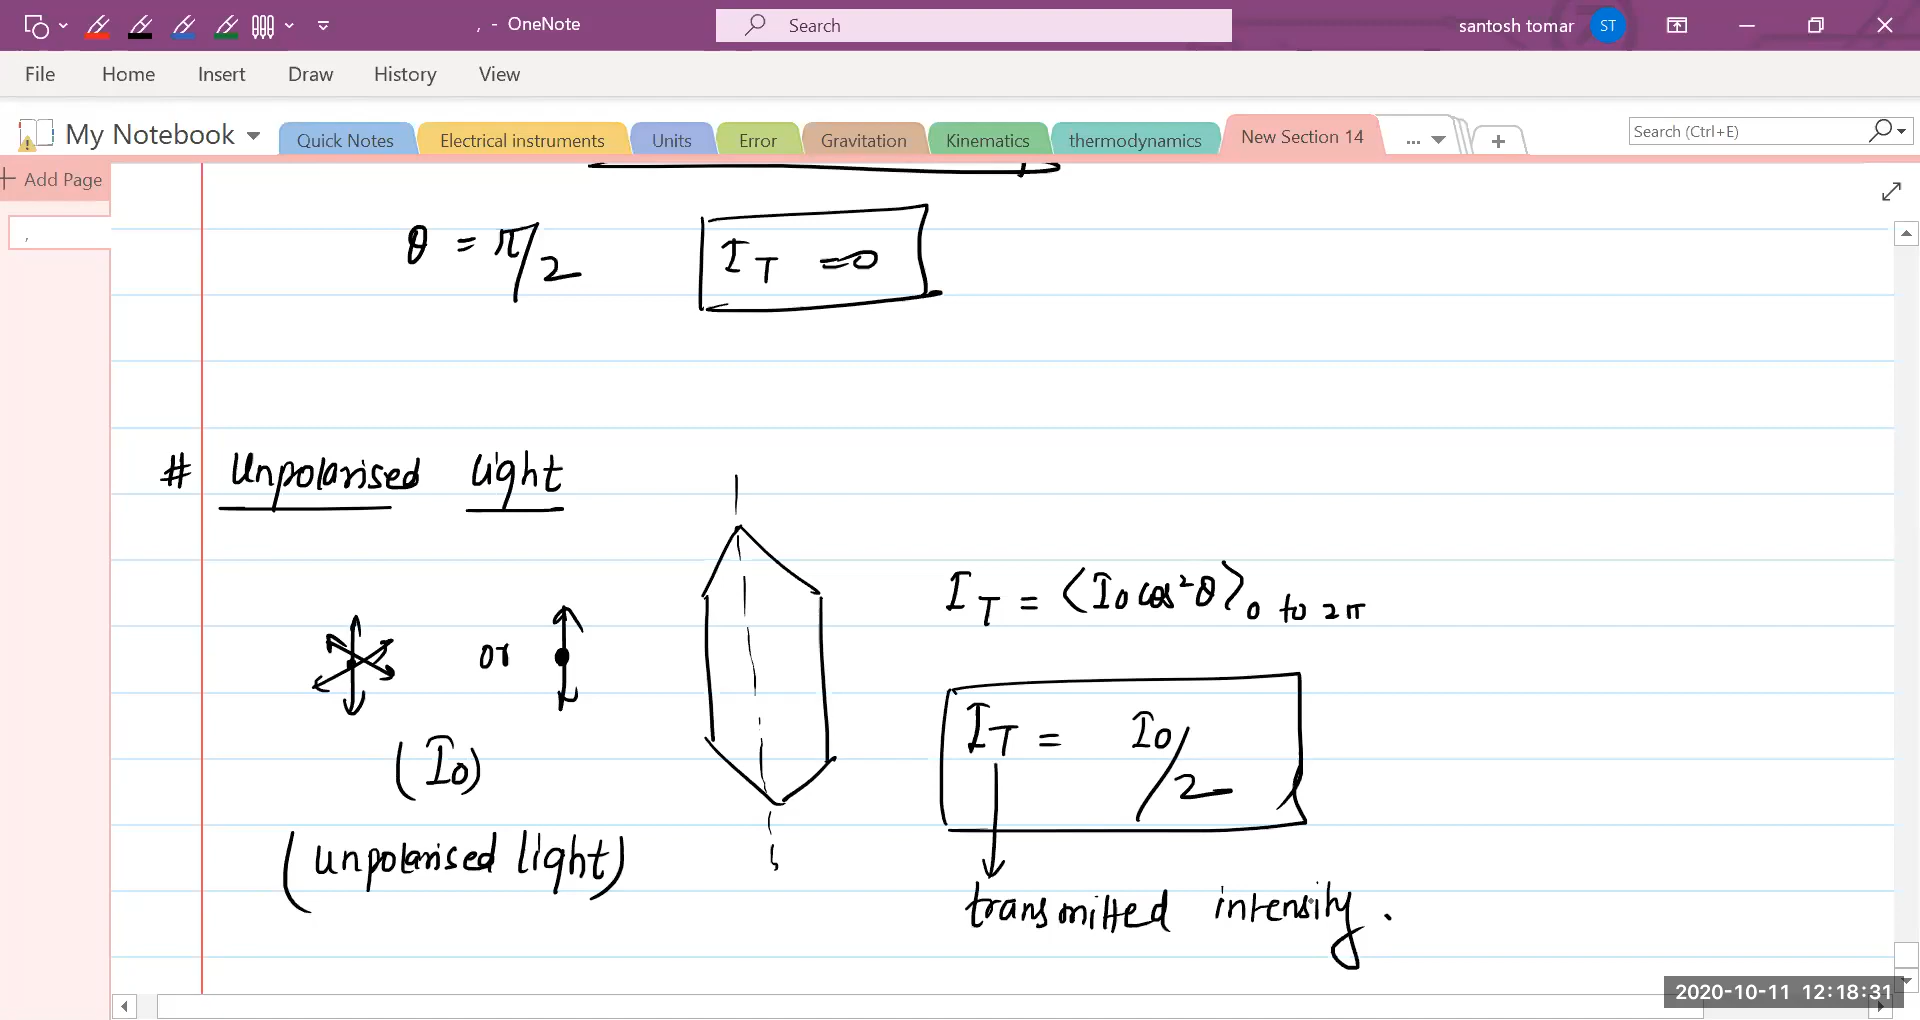 , - OneNote
Search
santosh tomar ST
File Home Insert Draw History View
My Notebook
Quick Notes Electrical instruments Units Error Gravitation Kinematics thermodynamics New Section 14 ... +
Search (Ctrl+E)
+ Add Page
,
θ = π/2 I_T = 0
# Unpolarised light
I_T = ⟨I₀ cos²θ⟩ 0 to 2π
or
I_T = I₀/2
(I₀)
(unpolarised light)
transmitted intensity.
2020-10-11 12:18:31